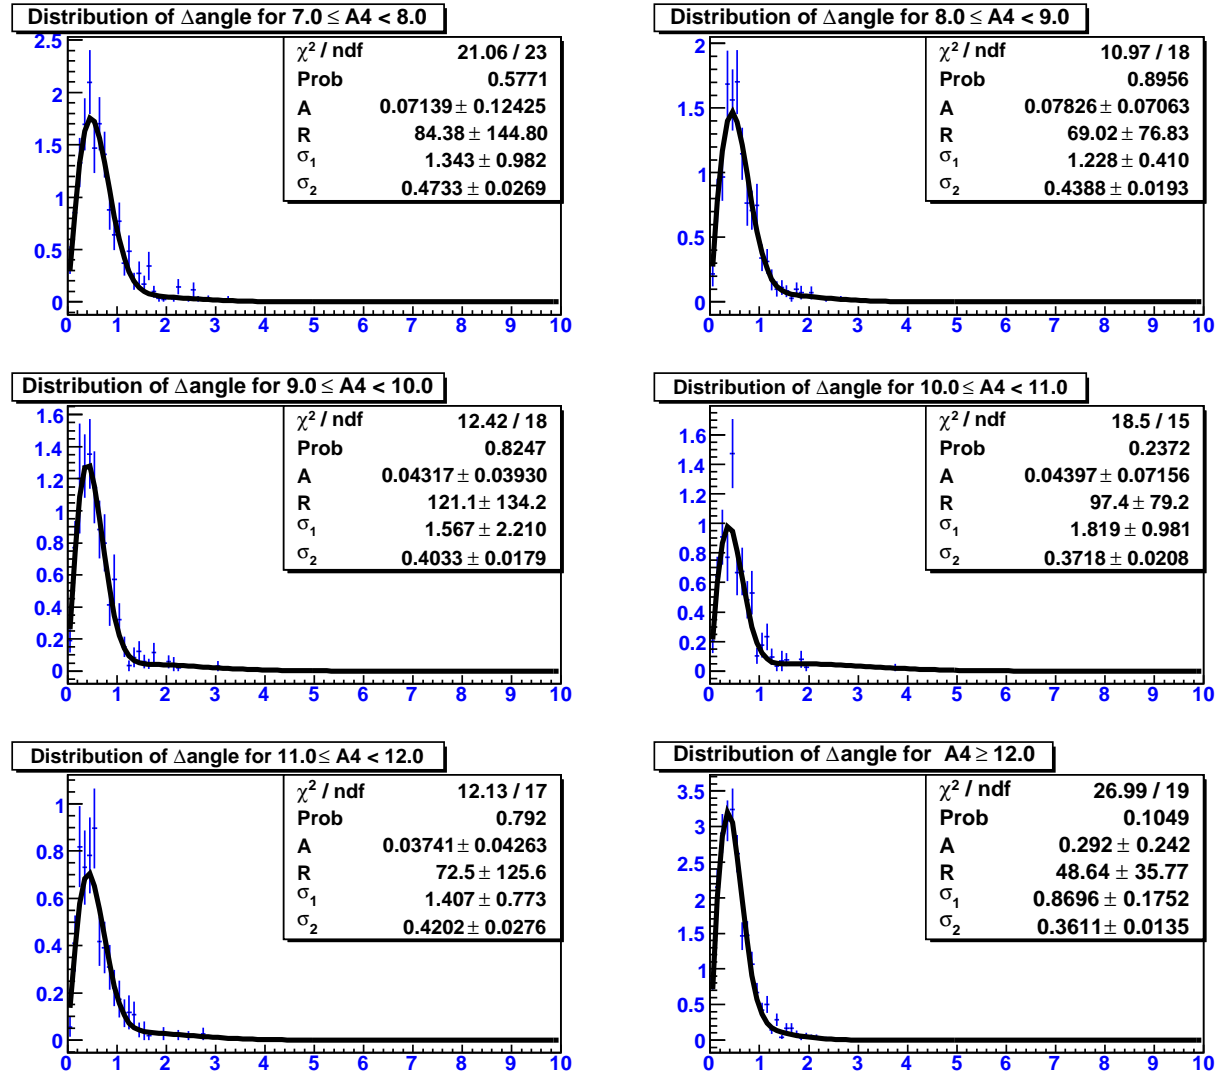 Distribution of Δangle for 7.0 ≤ A4 < 8.0
χ² / ndf 21.06 / 23
Prob 0.5771
A 0.07139 ± 0.12425
R 84.38 ± 144.80
σ₁ 1.343 ± 0.982
σ₂ 0.4733 ± 0.0269
2.5
2
1.5
1
0.5
0
0 1 2 3 4 5 6 7 8 9 10
Distribution of Δangle for 8.0 ≤ A4 < 9.0
χ² / ndf 10.97 / 18
Prob 0.8956
A 0.07826 ± 0.07063
R 69.02 ± 76.83
σ₁ 1.228 ± 0.410
σ₂ 0.4388 ± 0.0193
2
1.5
1
0.5
0
0 1 2 3 4 5 6 7 8 9 10
Distribution of Δangle for 9.0 ≤ A4 < 10.0
χ² / ndf 12.42 / 18
Prob 0.8247
A 0.04317 ± 0.03930
R 121.1 ± 134.2
σ₁ 1.567 ± 2.210
σ₂ 0.4033 ± 0.0179
1.6
1.4
1.2
1
0.8
0.6
0.4
0.2
0
0 1 2 3 4 5 6 7 8 9 10
Distribution of Δangle for 10.0 ≤ A4 < 11.0
χ² / ndf 18.5 / 15
Prob 0.2372
A 0.04397 ± 0.07156
R 97.4 ± 79.2
σ₁ 1.819 ± 0.981
σ₂ 0.3718 ± 0.0208
1.6
1.4
1.2
1
0.8
0.6
0.4
0.2
0
0 1 2 3 4 5 6 7 8 9 10
Distribution of Δangle for 11.0 ≤ A4 < 12.0
χ² / ndf 12.13 / 17
Prob 0.792
A 0.03741 ± 0.04263
R 72.5 ± 125.6
σ₁ 1.407 ± 0.773
σ₂ 0.4202 ± 0.0276
1
0.8
0.6
0.4
0.2
0
0 1 2 3 4 5 6 7 8 9 10
Distribution of Δangle for A4 ≥ 12.0
χ² / ndf 26.99 / 19
Prob 0.1049
A 0.292 ± 0.242
R 48.64 ± 35.77
σ₁ 0.8696 ± 0.1752
σ₂ 0.3611 ± 0.0135
3.5
3
2.5
2
1.5
1
0.5
0
0 1 2 3 4 5 6 7 8 9 10